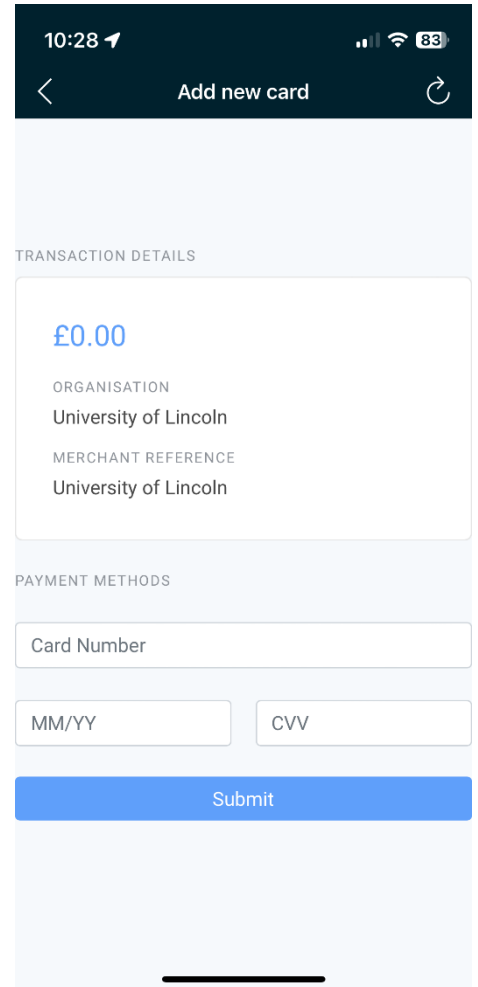 10:28
83
Add new card
TRANSACTION DETAILS
£0.00
ORGANISATION
University of Lincoln
MERCHANT REFERENCE
University of Lincoln
PAYMENT METHODS
Card Number
MM/YY CVV
Submit